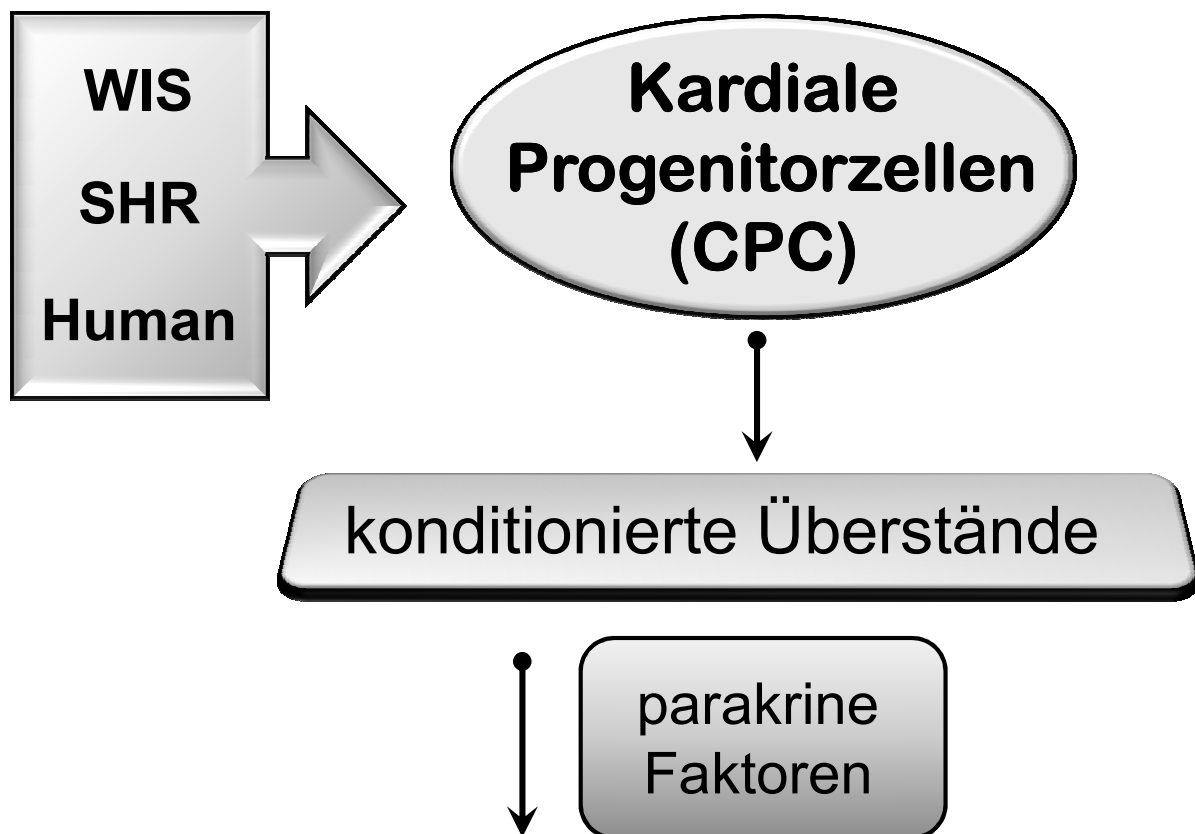 WIS
SHR
Human
Kardiale
Progenitorzellen
(CPC)
konditionierte Überstände
parakrine
Faktoren